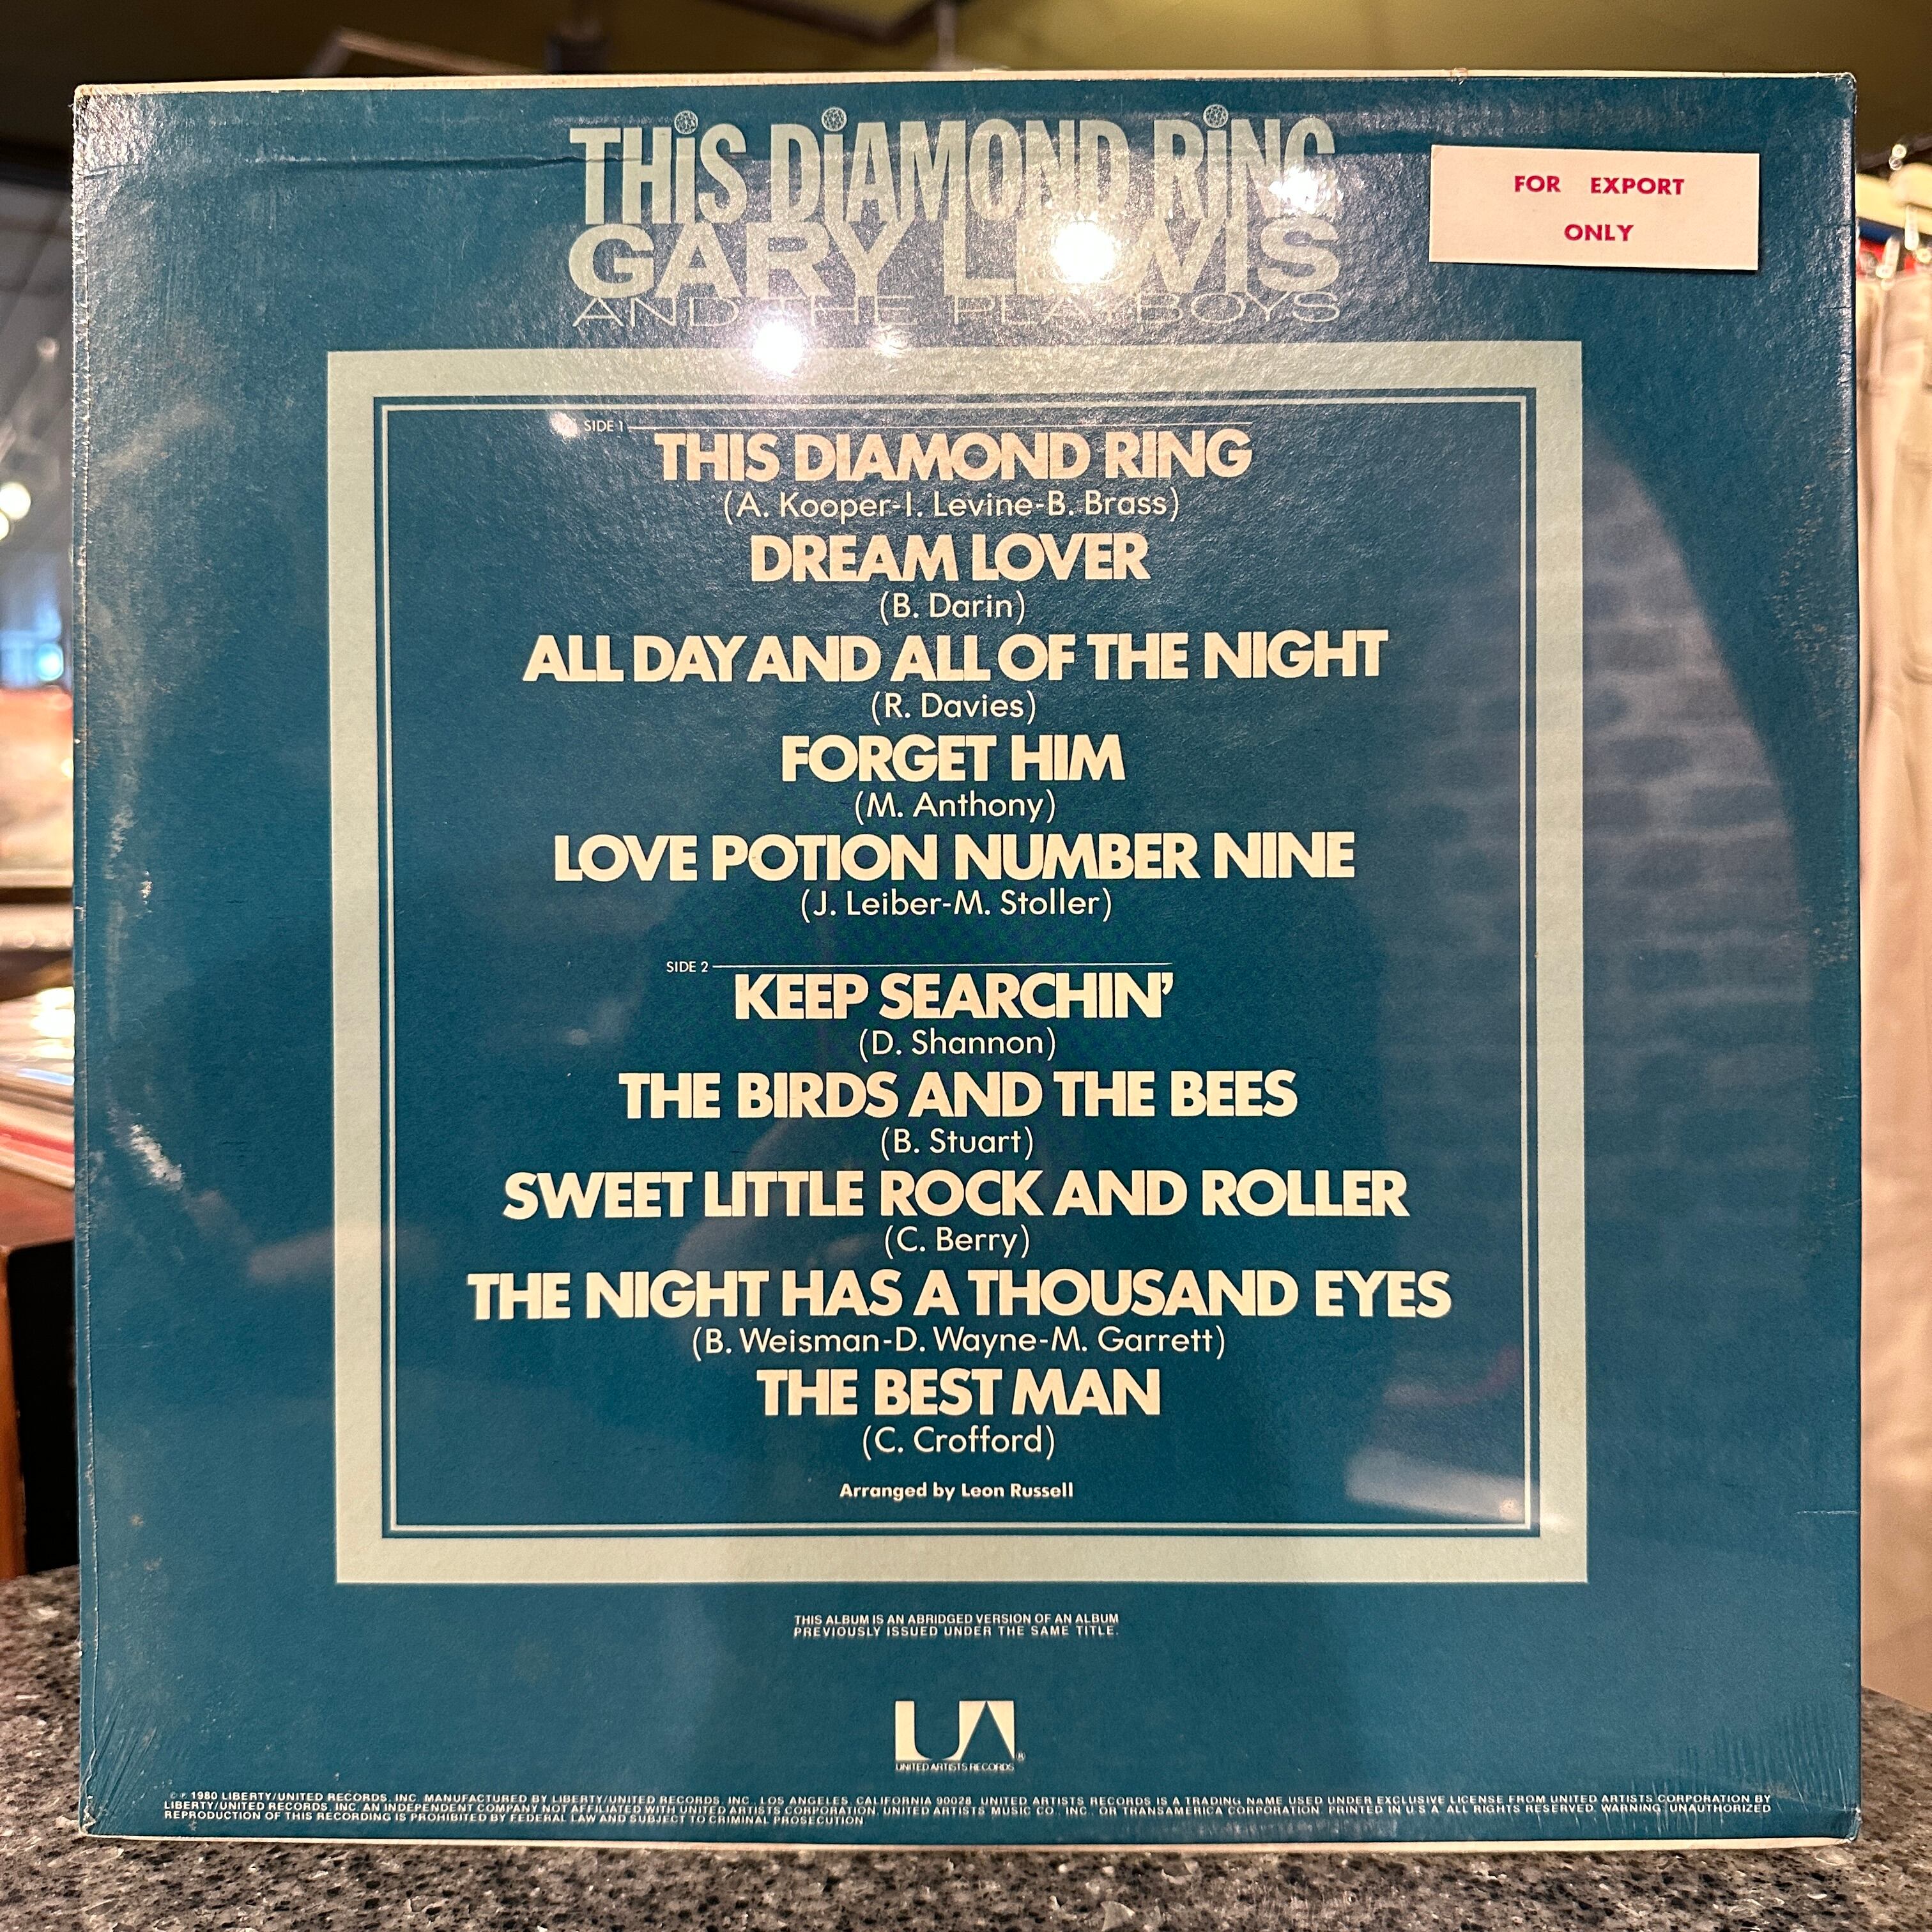 THiS DiAMOND RiNG
GARY LEWIS
AND THE PLAYBOYS
FOR EXPORT
ONLY
SIDE 1
THIS DIAMOND RING
(A. Kooper-I. Levine-B. Brass)
DREAM LOVER
(B. Darin)
ALL DAY AND ALL OF THE NIGHT
(R. Davies)
FORGET HIM
(M. Anthony)
LOVE POTION NUMBER NINE
(J. Leiber-M. Stoller)
SIDE 2
KEEP SEARCHIN'
(D. Shannon)
THE BIRDS AND THE BEES
(B. Stuart)
SWEET LITTLE ROCK AND ROLLER
(C. Berry)
THE NIGHT HAS A THOUSAND EYES
(B. Weisman-D. Wayne-M. Garrett)
THE BEST MAN
(C. Crofford)
Arranged by Leon Russell
THIS ALBUM IS AN ABRIDGED VERSION OF AN ALBUM
PREVIOUSLY ISSUED UNDER THE SAME TITLE.
UA ®
UNITED ARTISTS RECORDS
© ℗ 1980 LIBERTY/UNITED RECORDS, INC. MANUFACTURED BY LIBERTY/UNITED RECORDS, INC., LOS ANGELES, CALIFORNIA 90028. UNITED ARTISTS RECORDS IS A TRADING NAME USED UNDER EXCLUSIVE LICENSE FROM UNITED ARTISTS CORPORATION BY
LIBERTY/UNITED RECORDS, INC. AN INDEPENDENT COMPANY NOT AFFILIATED WITH UNITED ARTISTS CORPORATION, UNITED ARTISTS MUSIC CO., INC., OR TRANSAMERICA CORPORATION. PRINTED IN U.S.A. ALL RIGHTS RESERVED. WARNING: UNAUTHORIZED
REPRODUCTION OF THIS RECORDING IS PROHIBITED BY FEDERAL LAW AND SUBJECT TO CRIMINAL PROSECUTION.